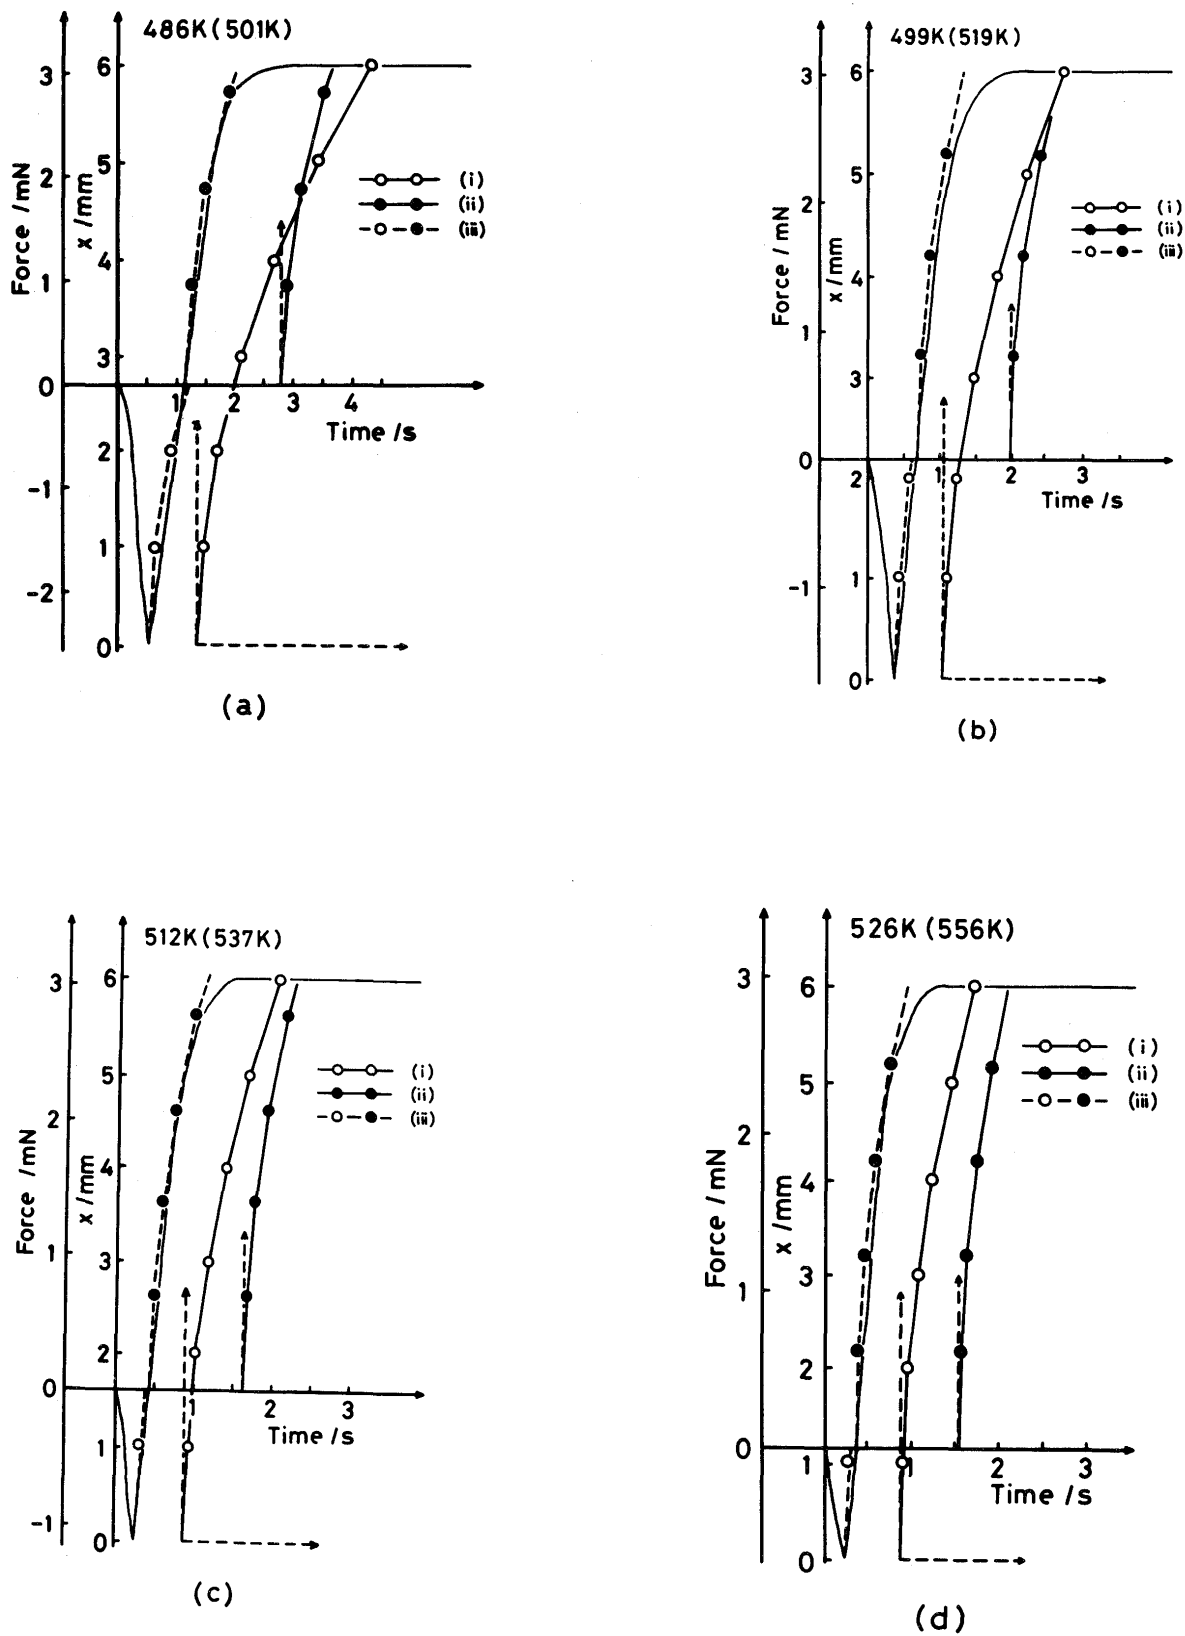 486K(501K)
3
2
1
0
-1
-2
Force /mN
6
5
4
3
2
1
0
x /mm
1
2
3
4
Time /s
(i)
(ii)
(iii)
(a)
499K(519K)
3
2
1
0
-1
Force / mN
6
5
4
3
2
1
0
x /mm
1
2
3
Time /s
(i)
(ii)
(iii)
(b)
512K(537K)
3
2
1
0
-1
Force /mN
6
5
4
3
2
1
0
x /mm
1
2
3
Time /s
(i)
(ii)
(iii)
(c)
526K(556K)
3
2
1
0
Force /mN
6
5
4
3
2
1
0
x /mm
1
2
3
Time /s
(i)
(ii)
(iii)
(d)